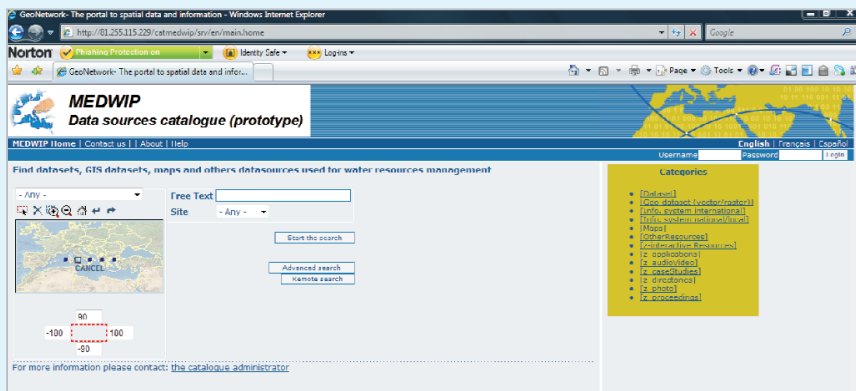 GeoNetwork- The portal to spatial data and information - Windows Internet Explorer
http://81.255.115.229/catmedwip/srv/en/main.home
Google
Norton
Phishing Protection on
Identity Safe
Log-ins
GeoNetwork- The portal to spatial data and infor...
Page
Tools
MEDWIP
Data sources catalogue (prototype)
MEDWIP Home | Contact us | | About | Help
English | Français | Español
Username
Password
Login
Find datasets, GIS datasets, maps and others datasources used for water resources management
- Any -
Free Text
Site
- Any -
Start the search
CANCEL
Advanced search
Remote search
90
-180
180
-90
Categories
[Dataset]
[Geo dataset (vector/raster)]
[Info. system international]
[Info. system national/local]
[Maps]
[OtherResources]
[z-interactive Resources]
[z_applications]
[z_audioVideo]
[z_caseStudies]
[z_directories]
[z_photo]
[z_proceedings]
For more information please contact: the catalogue administrator